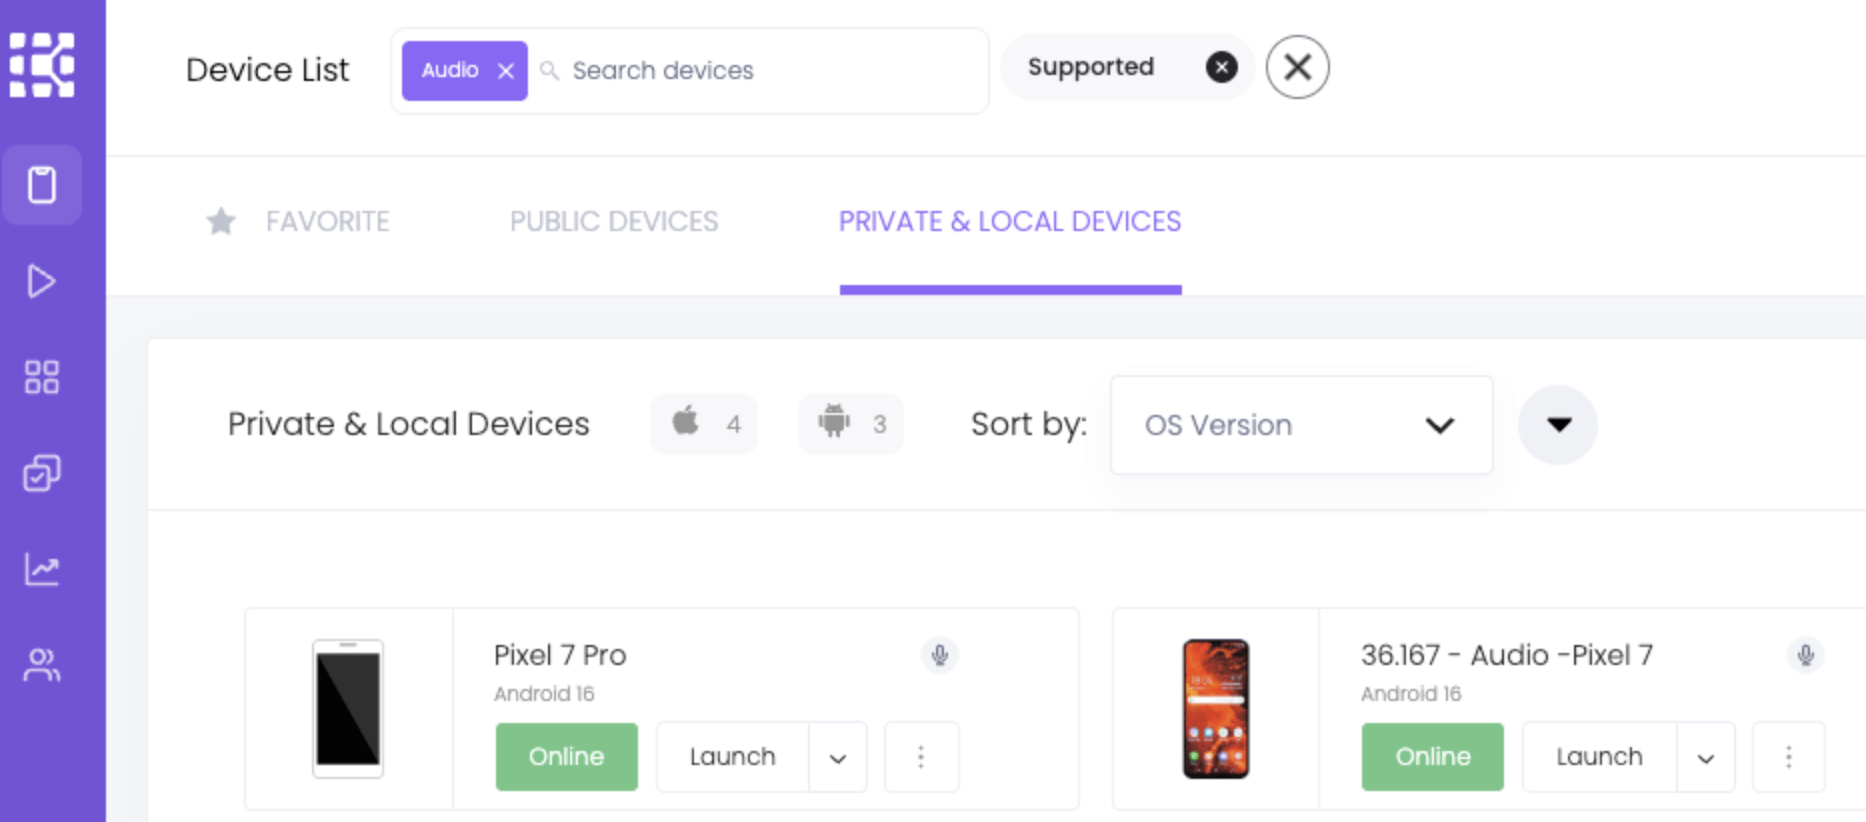 Device List
Audio
Search devices
Supported
FAVORITE
PUBLIC DEVICES
PRIVATE & LOCAL DEVICES
Private & Local Devices
4
3
Sort by:
OS Version
Pixel 7 Pro
Android 16
Online
Launch
36.167 - Audio -Pixel 7
Android 16
Online
Launch